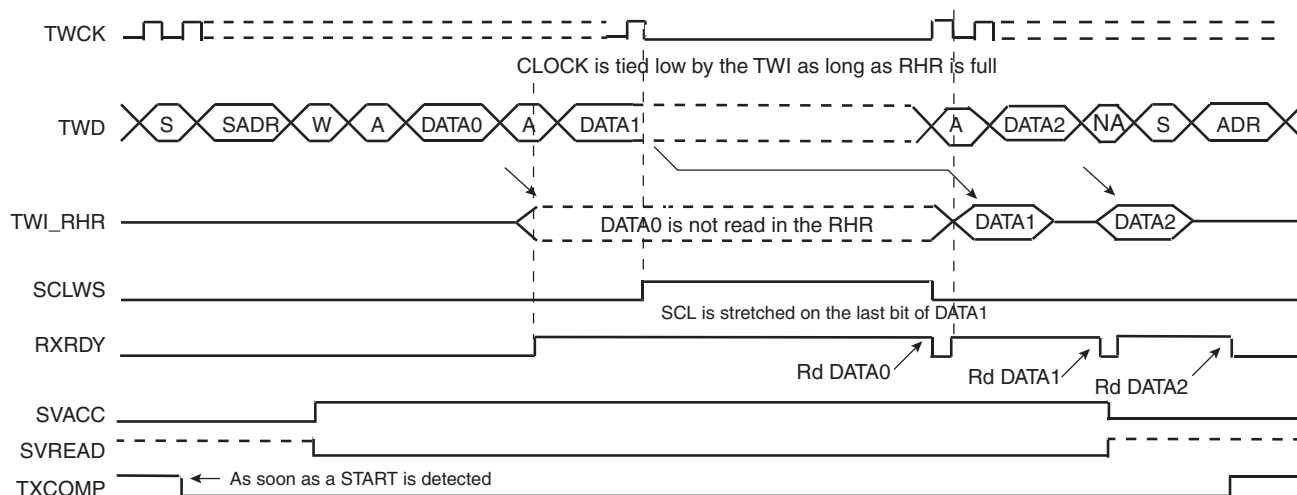 TWCK
CLOCK is tied low by the TWI as long as RHR is full
TWD S SADR W A DATA0 A DATA1 A DATA2 NA S ADR
TWI_RHR DATA0 is not read in the RHR DATA1 DATA2
SCLWS
SCL is stretched on the last bit of DATA1
RXRDY
Rd DATA0 Rd DATA1 Rd DATA2
SVACC
SVREAD
TXCOMP As soon as a START is detected